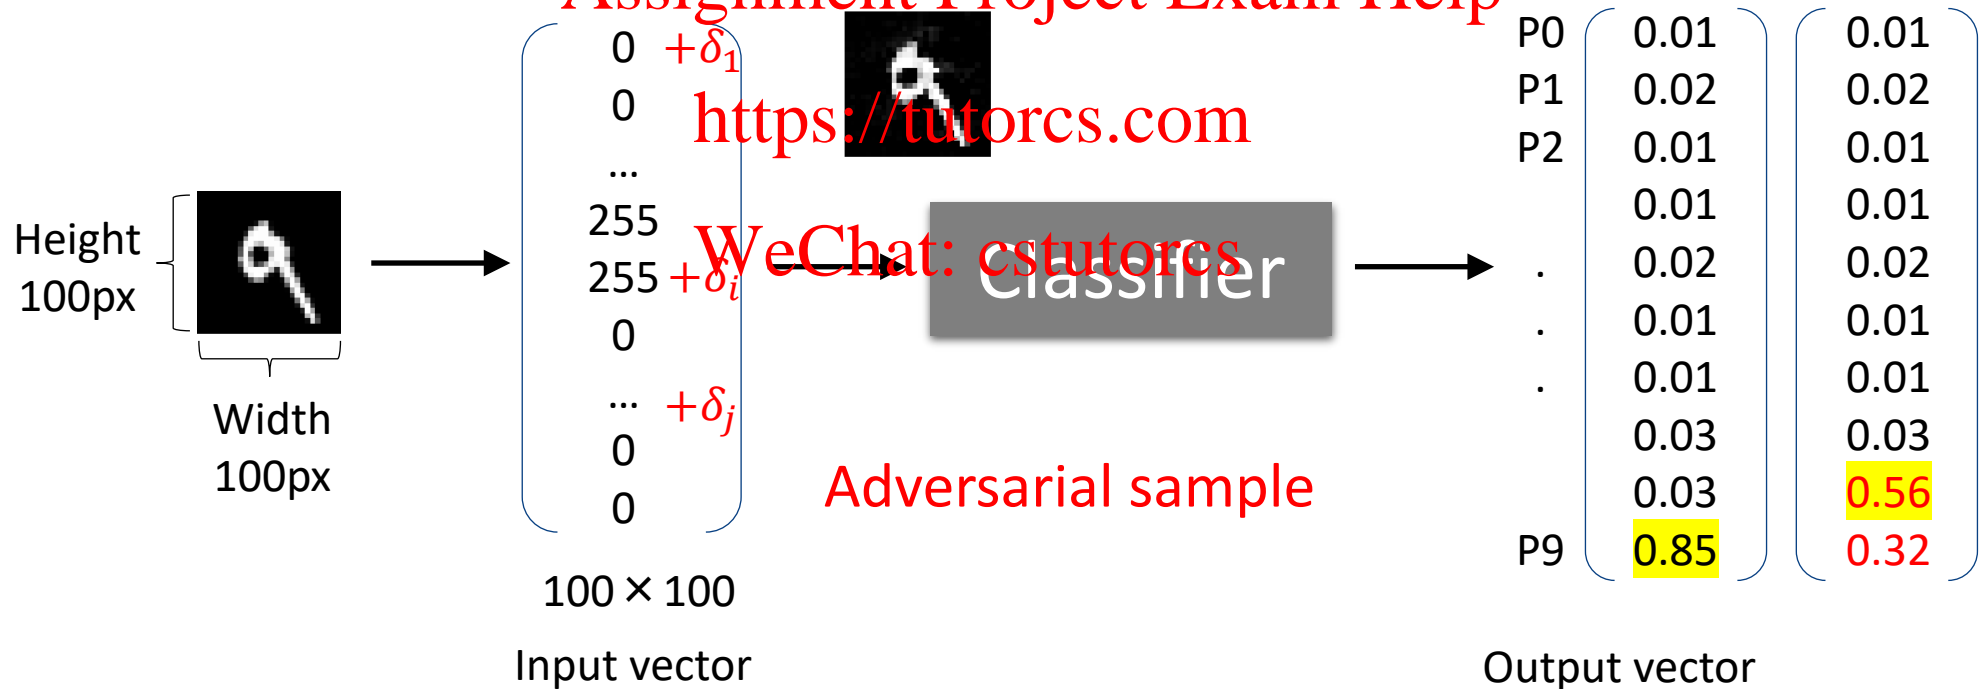 Assignment Project Exam Help
https://tutorcs.com
WeChat: cstutorcs
Height
100px
Width
100px
0 +δ₁
0
...
255
255 +δᵢ
0
... +δⱼ
0
0
100 × 100
Input vector
Classifier
Adversarial sample
P0 0.01 0.01
P1 0.02 0.02
P2 0.01 0.01
0.01 0.01
. 0.02 0.02
. 0.01 0.01
. 0.01 0.01
0.03 0.03
0.03 0.56
P9 0.85 0.32
Output vector